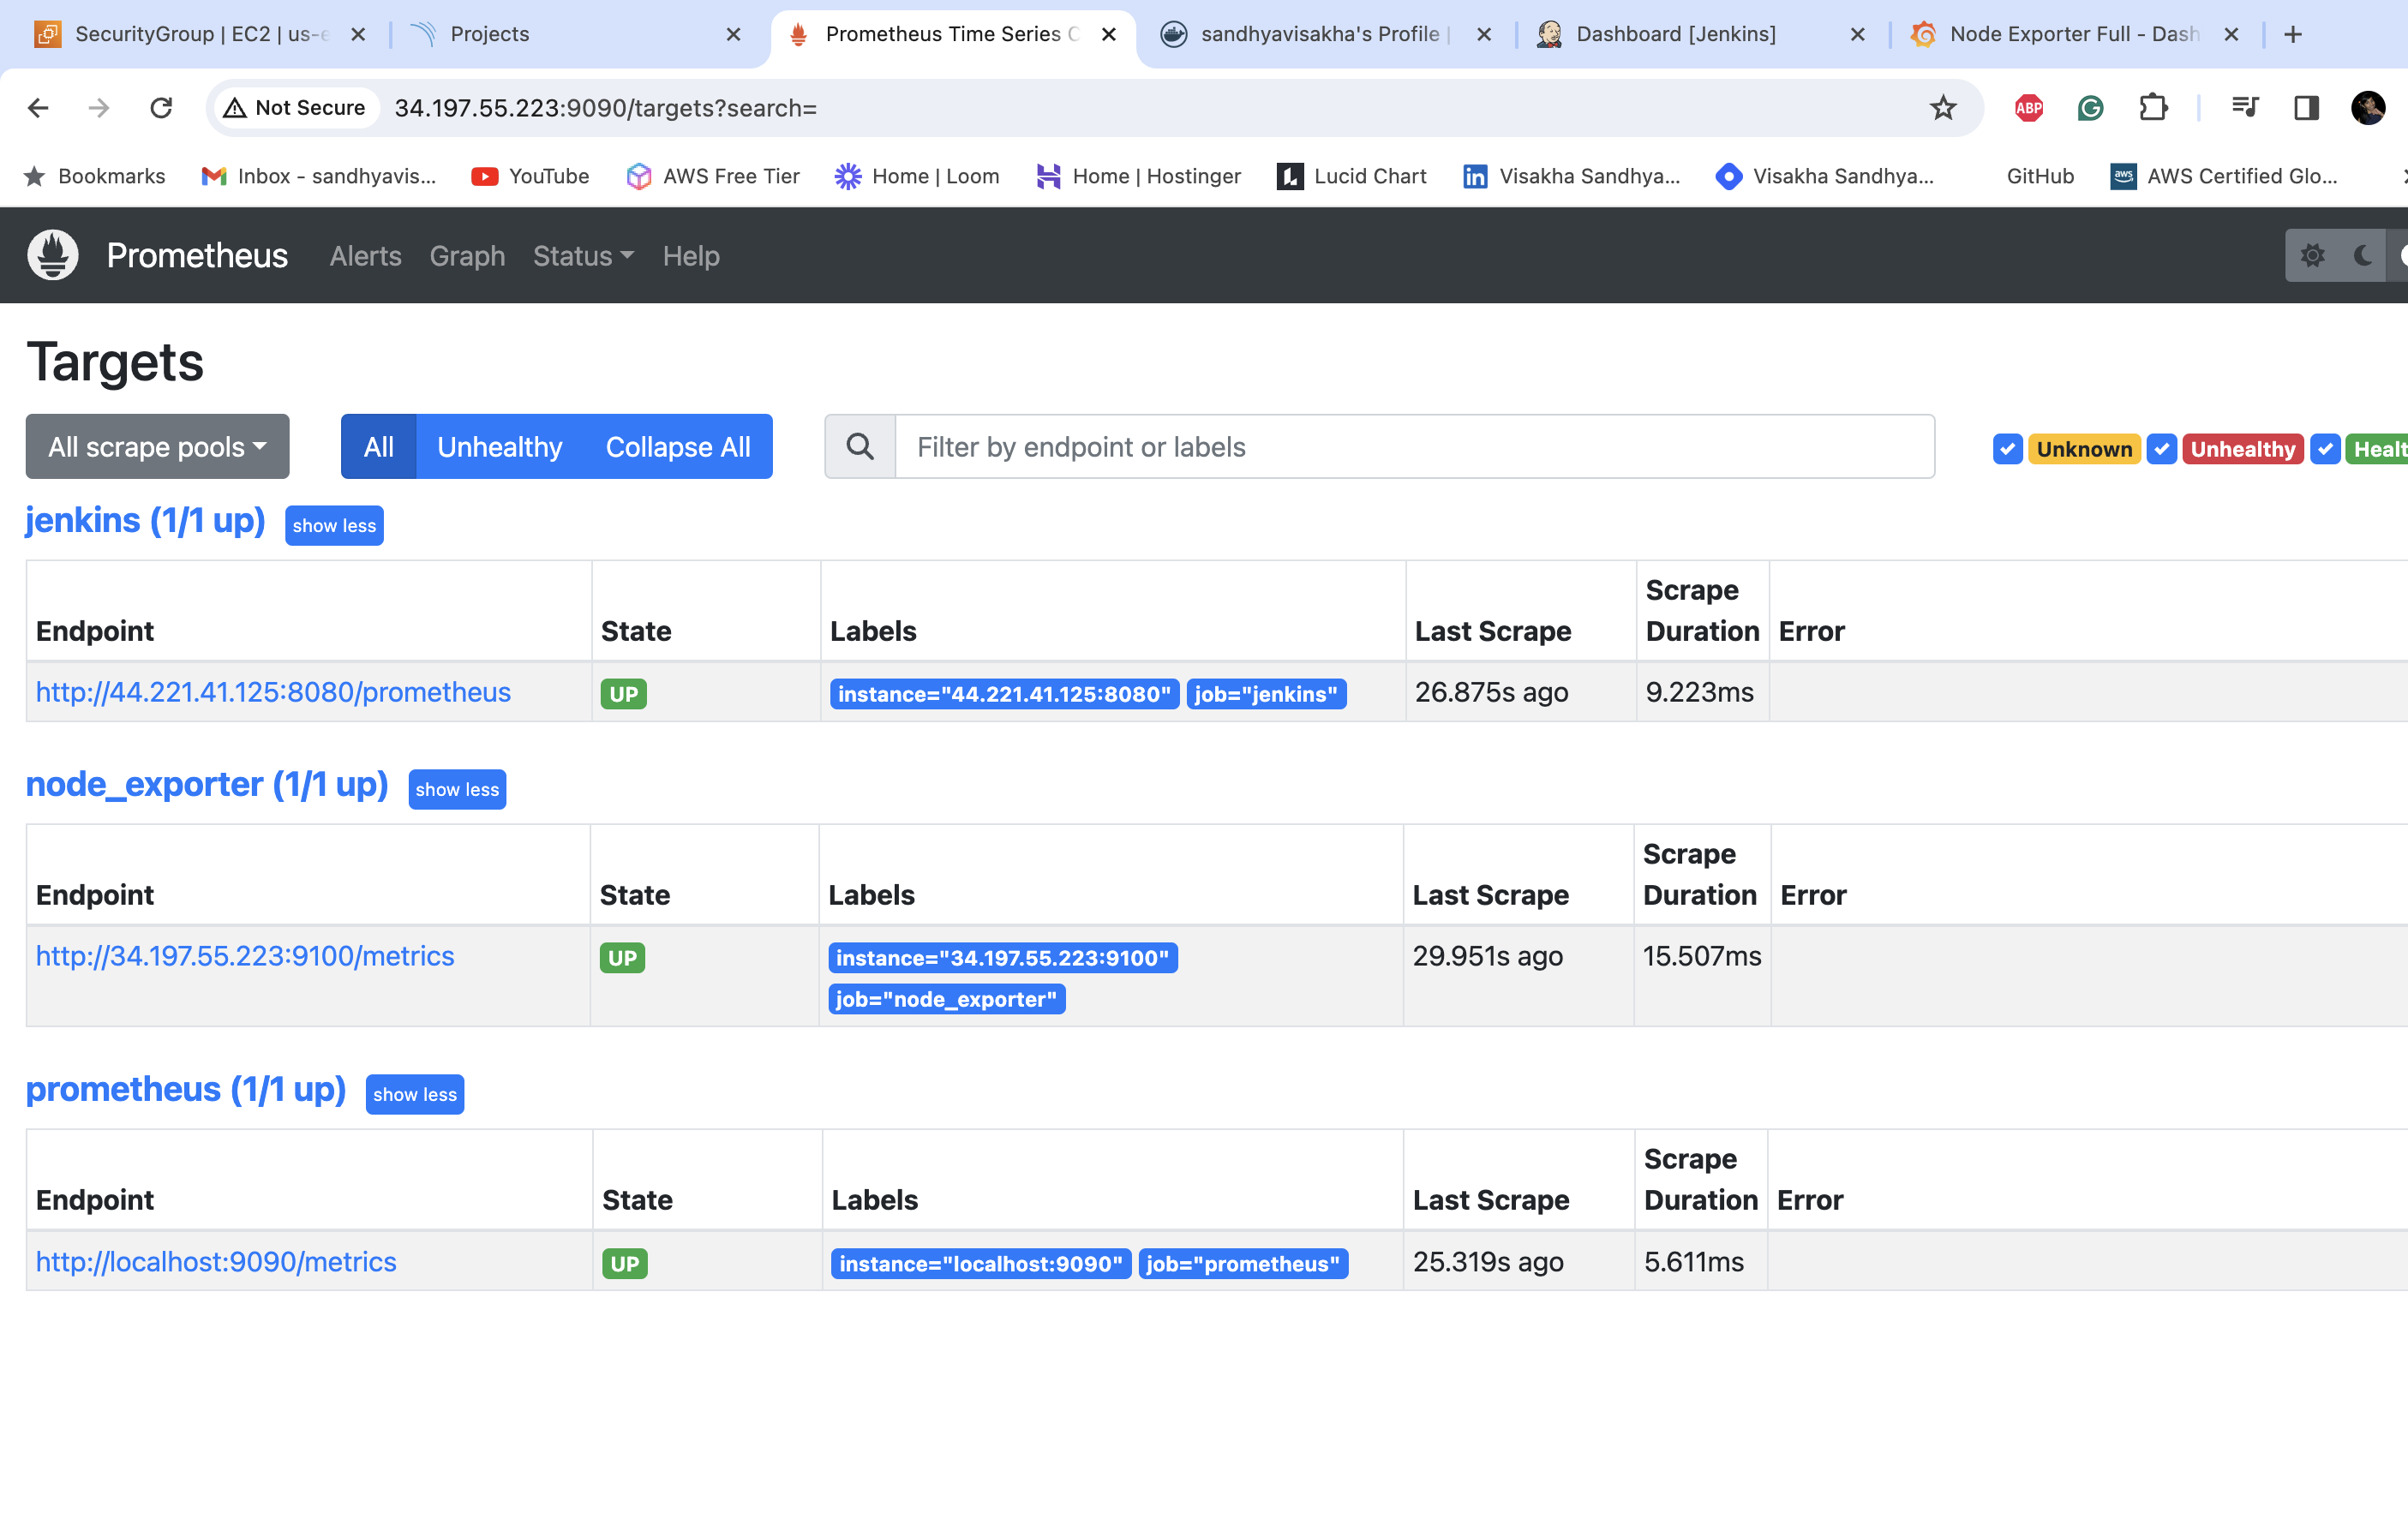 SecurityGroup | EC2 | us-e
Projects
Prometheus Time Series C
sandhyavisakha's Profile |
Dashboard [Jenkins]
Node Exporter Full - Dash
Not Secure
34.197.55.223:9090/targets?search=
ABP
Bookmarks
Inbox - sandhyavis...
YouTube
AWS Free Tier
Home | Loom
Home | Hostinger
Lucid Chart
Visakha Sandhya...
Visakha Sandhya...
GitHub
aws
AWS Certified Glo...
Prometheus
Alerts
Graph
Status
Help
Targets
All scrape pools
All
Unhealthy
Collapse All
Filter by endpoint or labels
Unknown
Unhealthy
Healt
jenkins (1/1 up)
show less
Endpoint
State
Labels
Last Scrape
Scrape
Duration
Error
http://44.221.41.125:8080/prometheus
UP
instance="44.221.41.125:8080"
job="jenkins"
26.875s ago
9.223ms
node_exporter (1/1 up)
show less
Endpoint
State
Labels
Last Scrape
Scrape
Duration
Error
http://34.197.55.223:9100/metrics
UP
instance="34.197.55.223:9100"
job="node_exporter"
29.951s ago
15.507ms
prometheus (1/1 up)
show less
Endpoint
State
Labels
Last Scrape
Scrape
Duration
Error
http://localhost:9090/metrics
UP
instance="localhost:9090"
job="prometheus"
25.319s ago
5.611ms